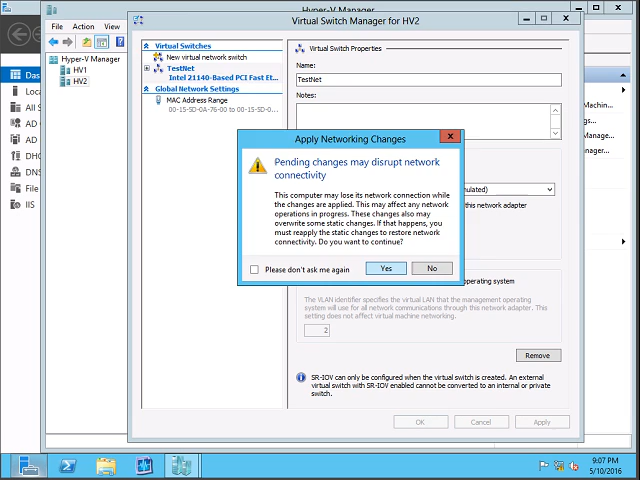 Hyper-V Manager
Virtual Switch Manager for HV2
File Action View
Hyper-V Manager
HV1
HV2
Das
Loca
All S
AD
AD
DHC
DNS
File
IIS
Virtual Switches
New virtual network switch
TestNet
Intel 21140-Based PCI Fast Et...
Global Network Settings
MAC Address Range
00-15-5D-0A-76-00 to 00-15-5D-0...
Virtual Switch Properties
Name:
TestNet
Notes:
Machin...
gs...
Manage...
nager...
Apply Networking Changes
Pending changes may disrupt network
connectivity
This computer may lose its network connection while
the changes are applied. This may affect any network
operations in progress. These changes also may
overwrite some static changes. If that happens, you
must reapply the static changes to restore network
connectivity. Do you want to continue?
Please don't ask me again
Yes
No
nulated)
this network adapter
operating system
The VLAN identifier specifies the virtual LAN that the management operating
system will use for all network communications through this network adapter. This
setting does not affect virtual machine networking.
2
Remove
SR-IOV can only be configured when the virtual switch is created. An external
virtual switch with SR-IOV enabled cannot be converted to an internal or private
switch.
OK
Cancel
Apply
9:07 PM
5/10/2016